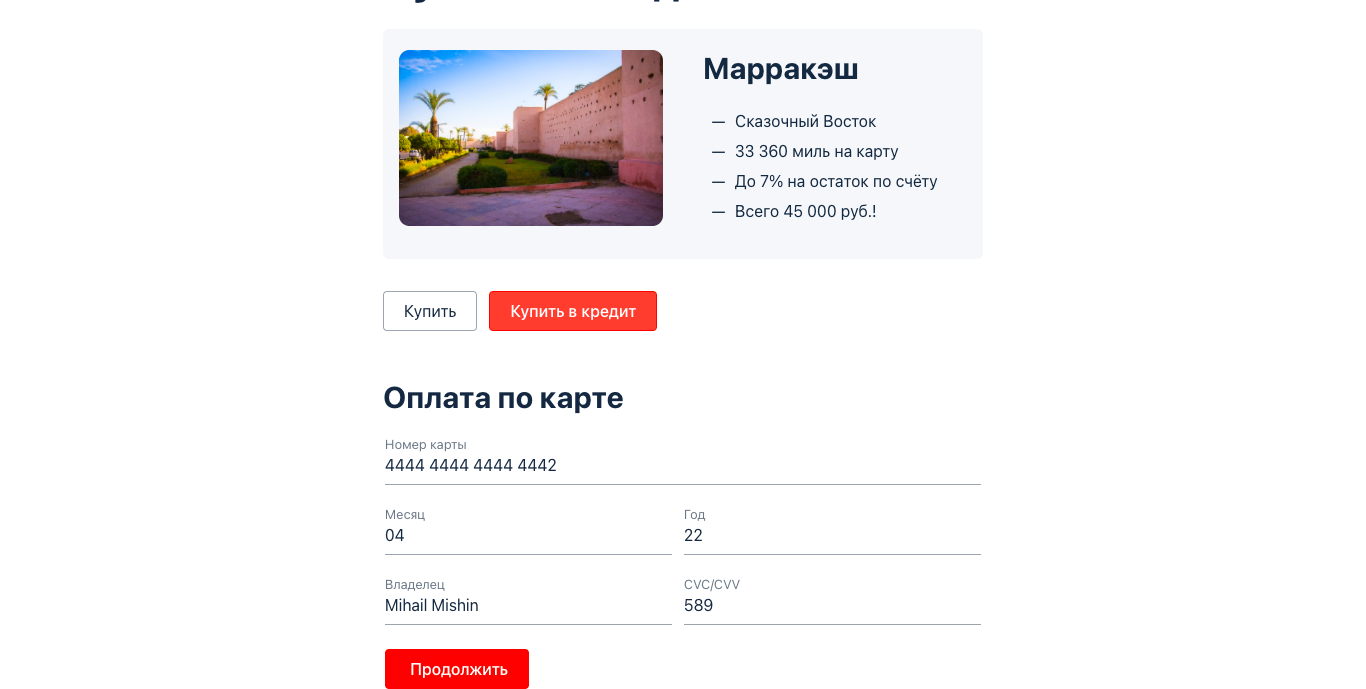 Марракэш
— Сказочный Восток
— 33 360 миль на карту
— До 7% на остаток по счёту
— Всего 45 000 руб.!
Купить Купить в кредит
Оплата по карте
Номер карты
4444 4444 4444 4442
Месяц Год
04 22
Владелец CVC/CVV
Mihail Mishin 589
Продолжить